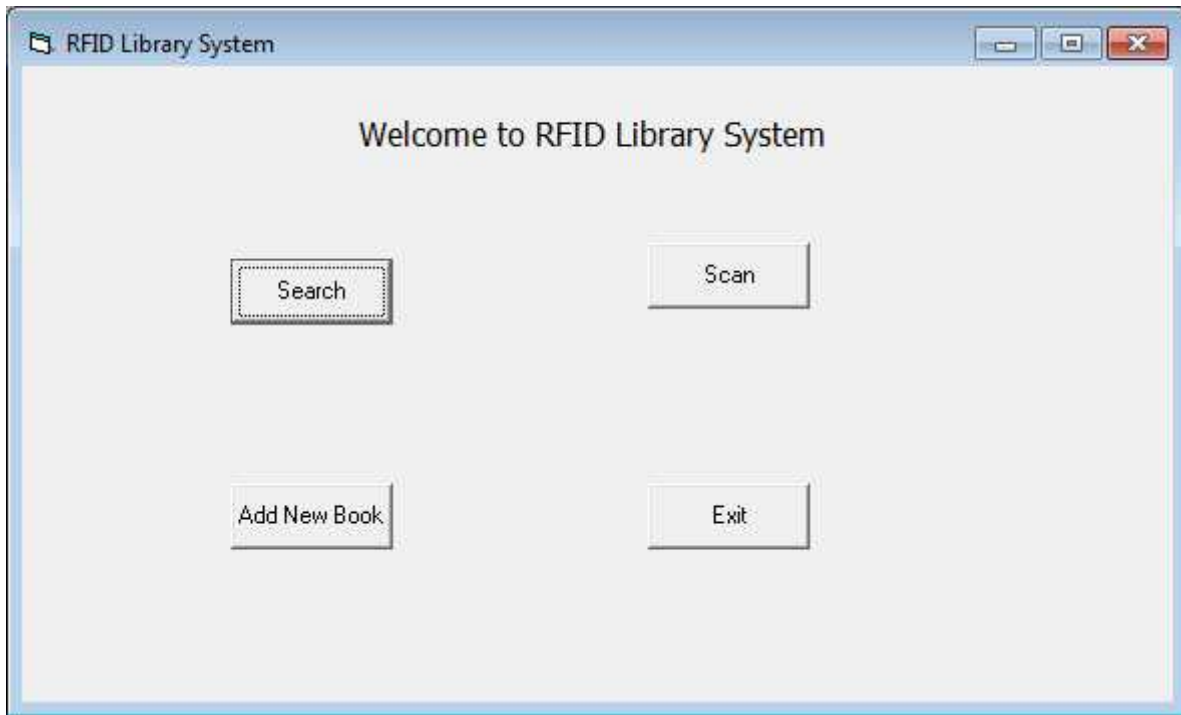 RFID Library System
Welcome to RFID Library System
Search
Scan
Add New Book
Exit